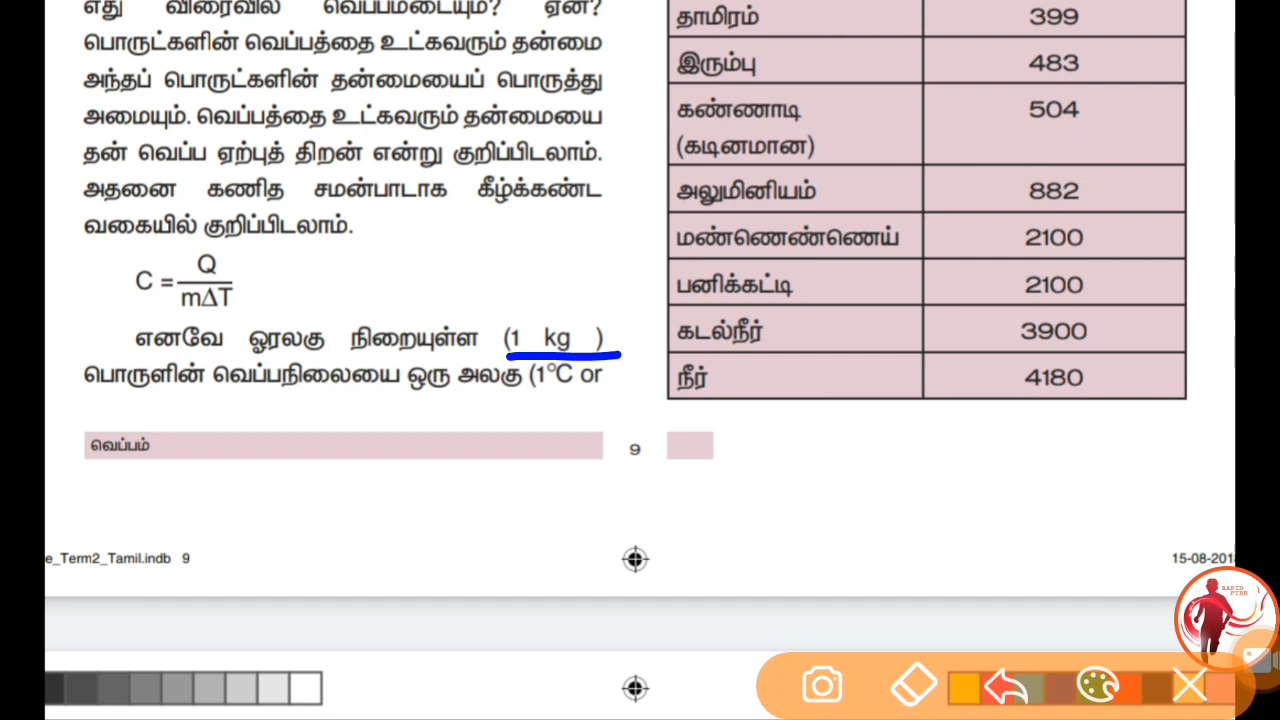 எது விரைவில் வெப்பமடையும்? ஏன்?
பொருட்களின் வெப்பத்தை உட்கவரும் தன்மை
அந்தப் பொருட்களின் தன்மையைப் பொருத்து
அமையும். வெப்பத்தை உட்கவரும் தன்மையை
தன் வெப்ப ஏற்புத் திறன் என்று குறிப்பிடலாம்.
அதனை கணித சமன்பாடாக கீழ்க்கண்ட
வகையில் குறிப்பிடலாம்.
C = Q
mΔT
எனவே ஓரலகு நிறையுள்ள (1 kg )
பொருளின் வெப்பநிலையை ஒரு அலகு (1°C or
தாமிரம் 399
இரும்பு 483
கண்ணாடி 504
(கடினமான)
அலுமினியம் 882
மண்ணெண்ணெய் 2100
பனிக்கட்டி 2100
கடல்நீர் 3900
நீர் 4180
வெப்பம் 9
e_Term2_Tamil.indb 9
15-08-201
RAPID